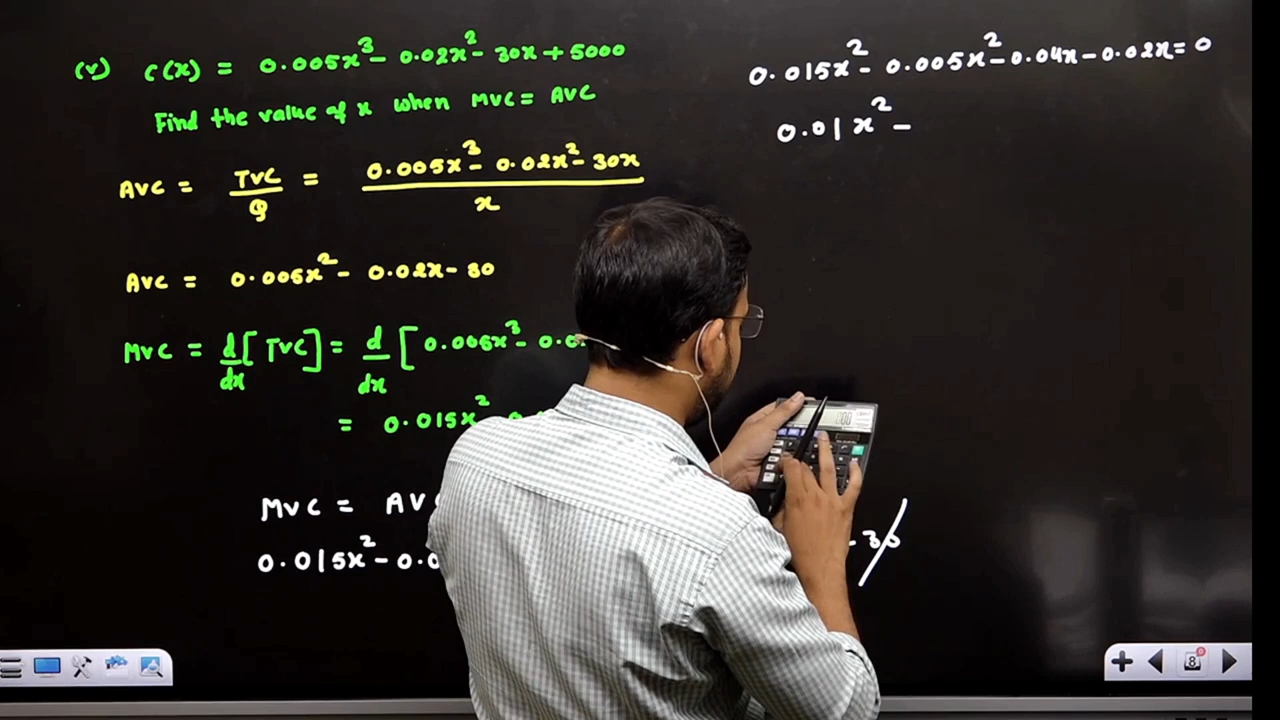 (v) C(x) = 0.005x³ - 0.02x² - 30x + 5000
Find the value of x when MVC = AVC
AVC = TVC/Q = 0.005x³ - 0.02x² - 30x / x
AVC = 0.005x² - 0.02x - 30
MVC = d/dx [TVC] = d/dx [0.005x³ - 0.0
= 0.015x²
MVC = AV
0.015x² - 0.0
- 30
0.015x² - 0.005x² - 0.04x - 0.02x = 0
0.01x² -
8